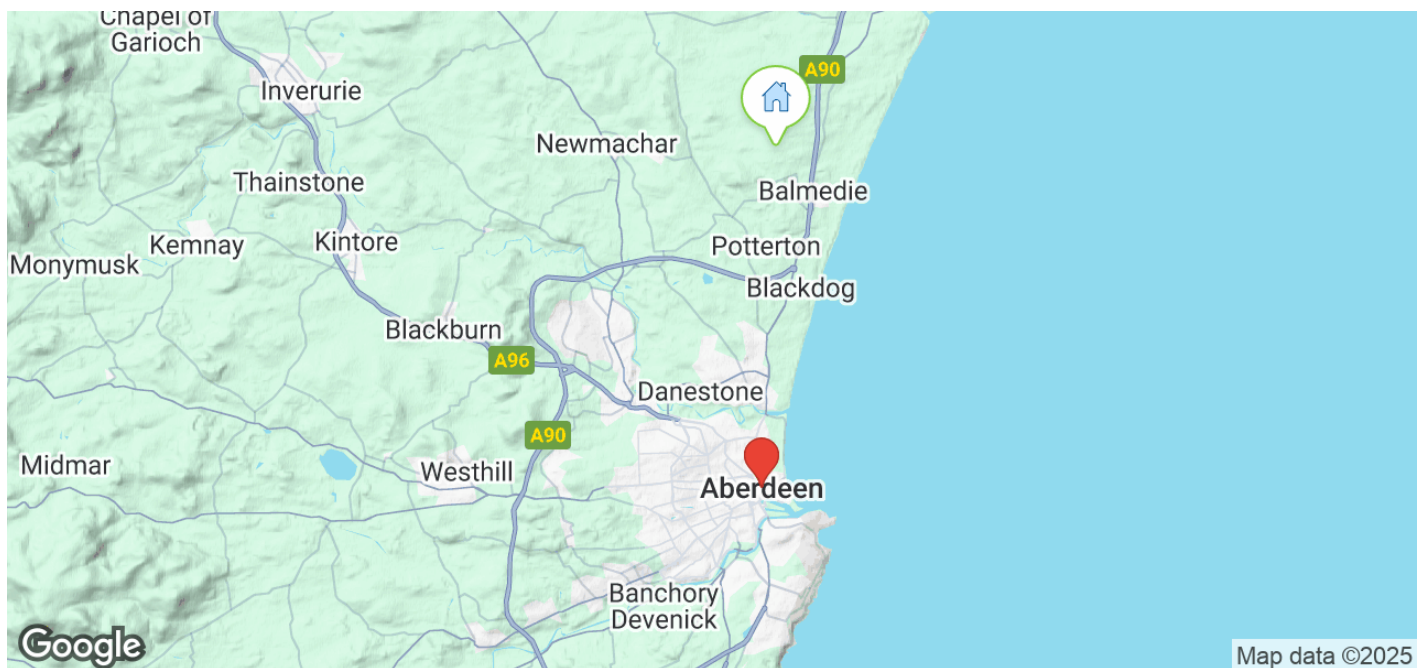 Chapel of
Garioch
A90
Inverurie
Newmachar
Thainstone
Balmedie
Kemnay
Kintore
Potterton
Monymusk
Blackdog
Blackburn
A96
Danestone
A90
Midmar
Westhill
Aberdeen
Banchory
Devenick
Google
Map data ©2025